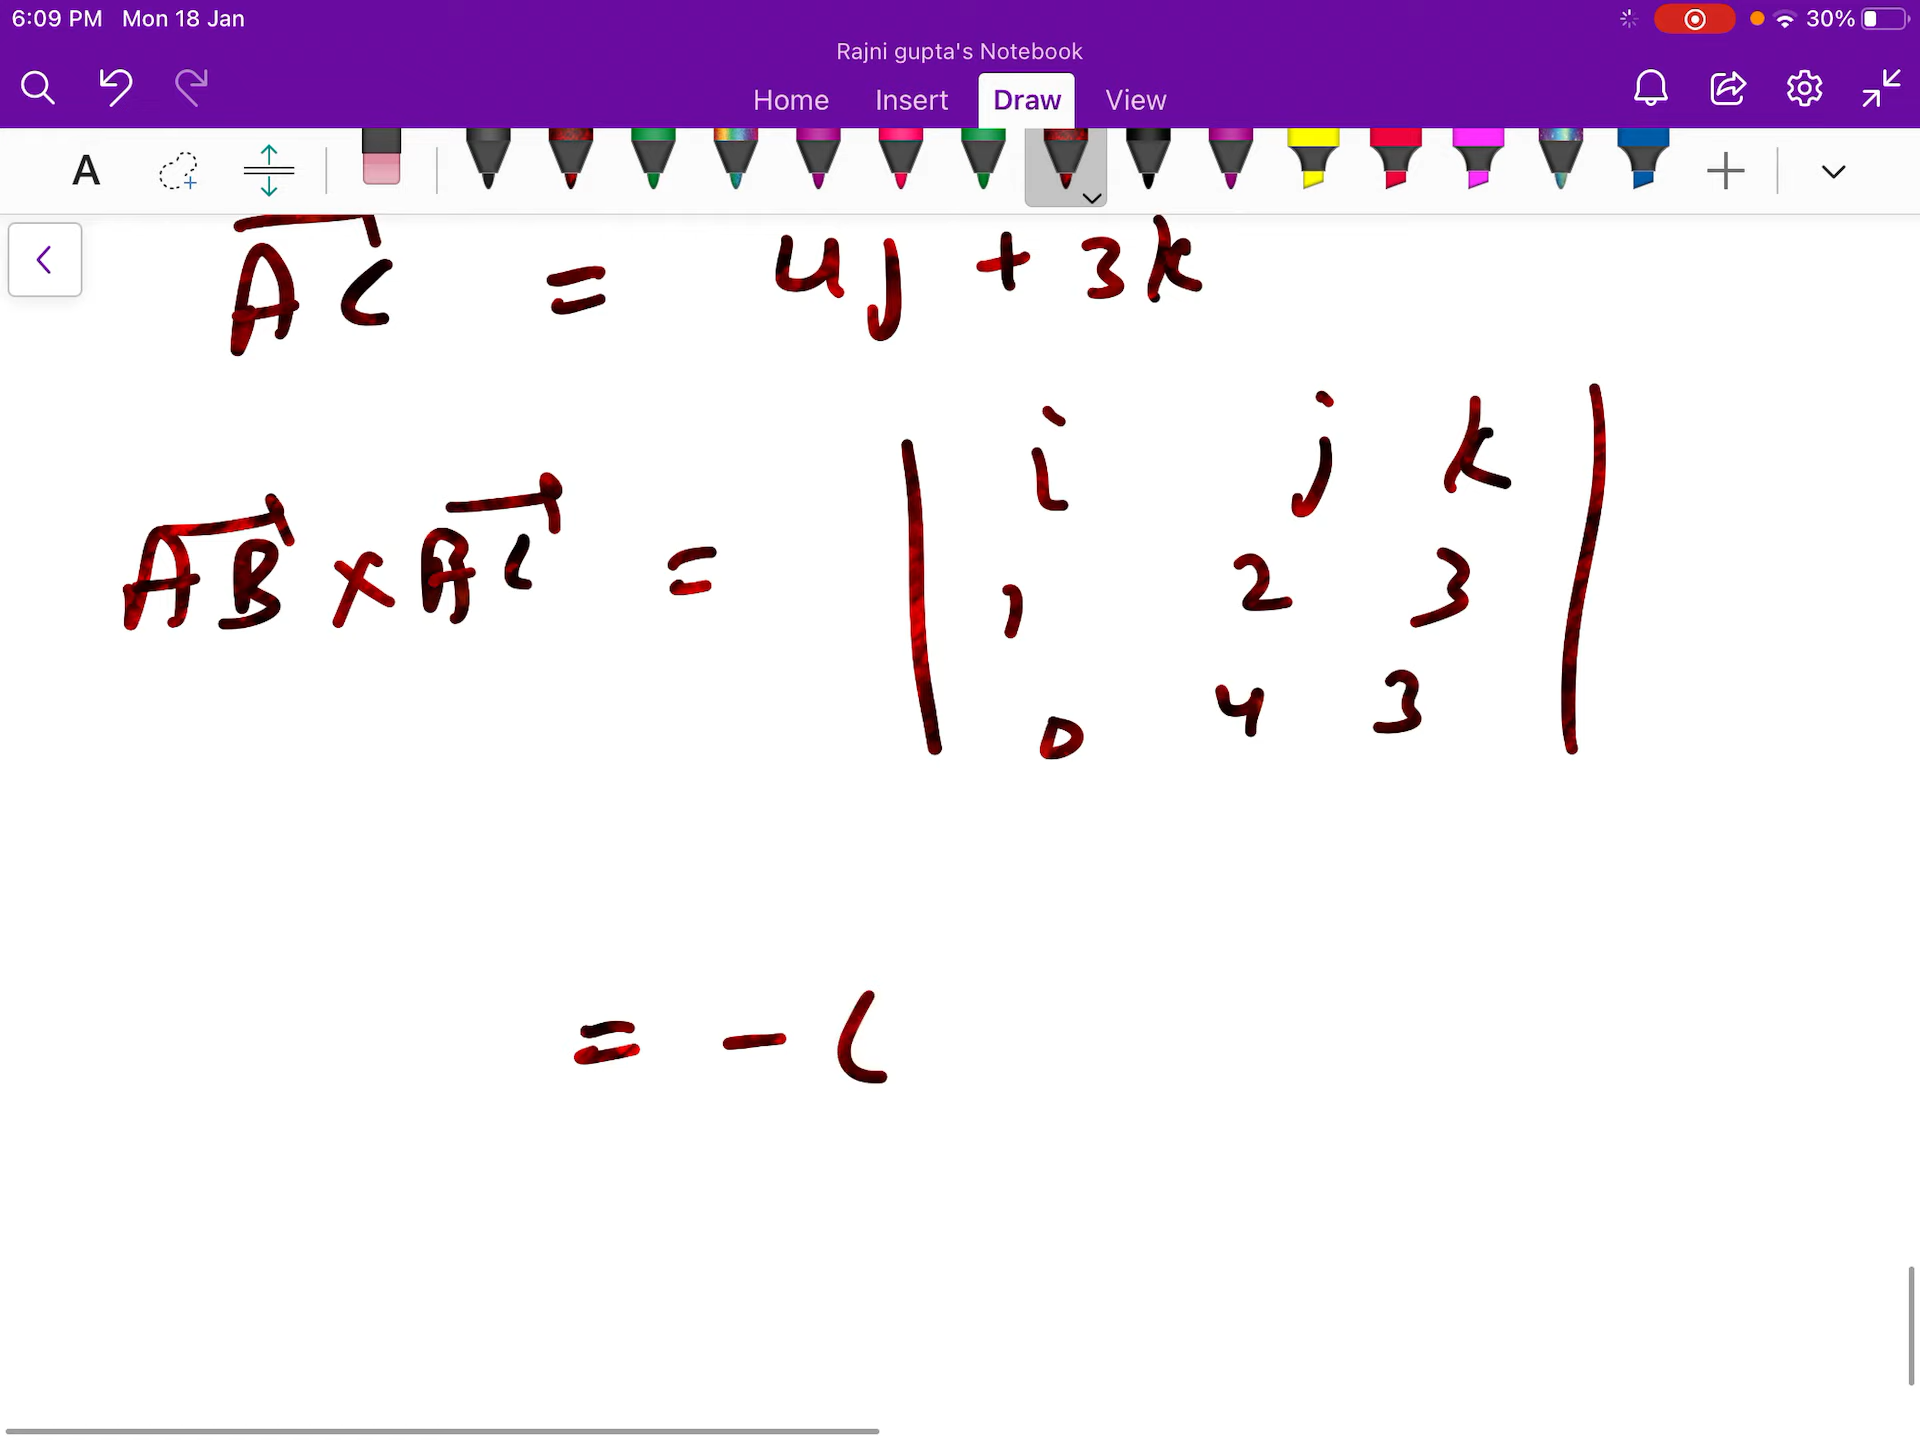 6:09 PM Mon 18 Jan 30%
Rajni gupta's Notebook
Home Insert Draw View
A
AC = 4j + 3k
i j k
AB × AC = 1 2 3
0 4 3
= - (